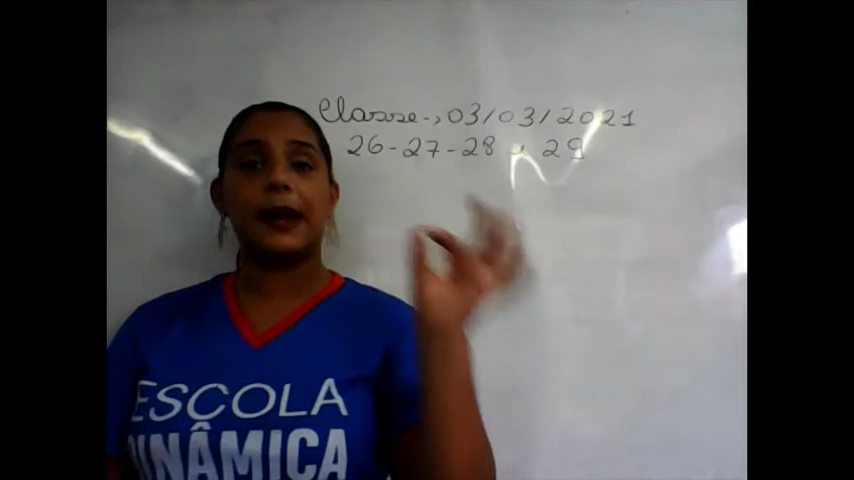 Classe -, 03/03/2021
26-27-28, 29
ESCOLA
DINÂMICA